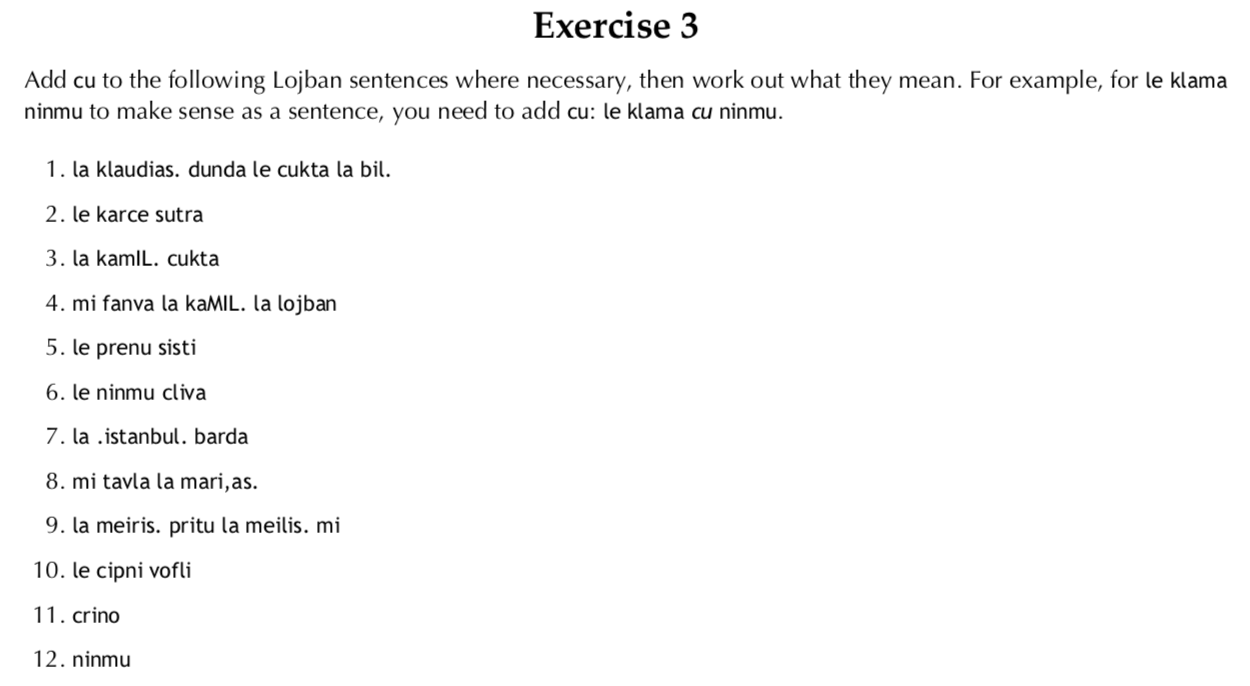 Exercise 3
Add cu to the following Lojban sentences where necessary, then work out what they mean. For example, for le klama
ninmu to make sense as a sentence, you need to add cu: le klama cu ninmu.
1. la klaudias. dunda le cukta la bil.
2. le karce sutra
3. la kamIL. cukta
4. mi fanva la kaMIL. la lojban
5. le prenu sisti
6. le ninmu cliva
7. la .istanbul. barda
8. mi tavla la mari,as.
9. la meiris. pritu la meilis. mi
10. le cipni vofli
11. crino
12. ninmu